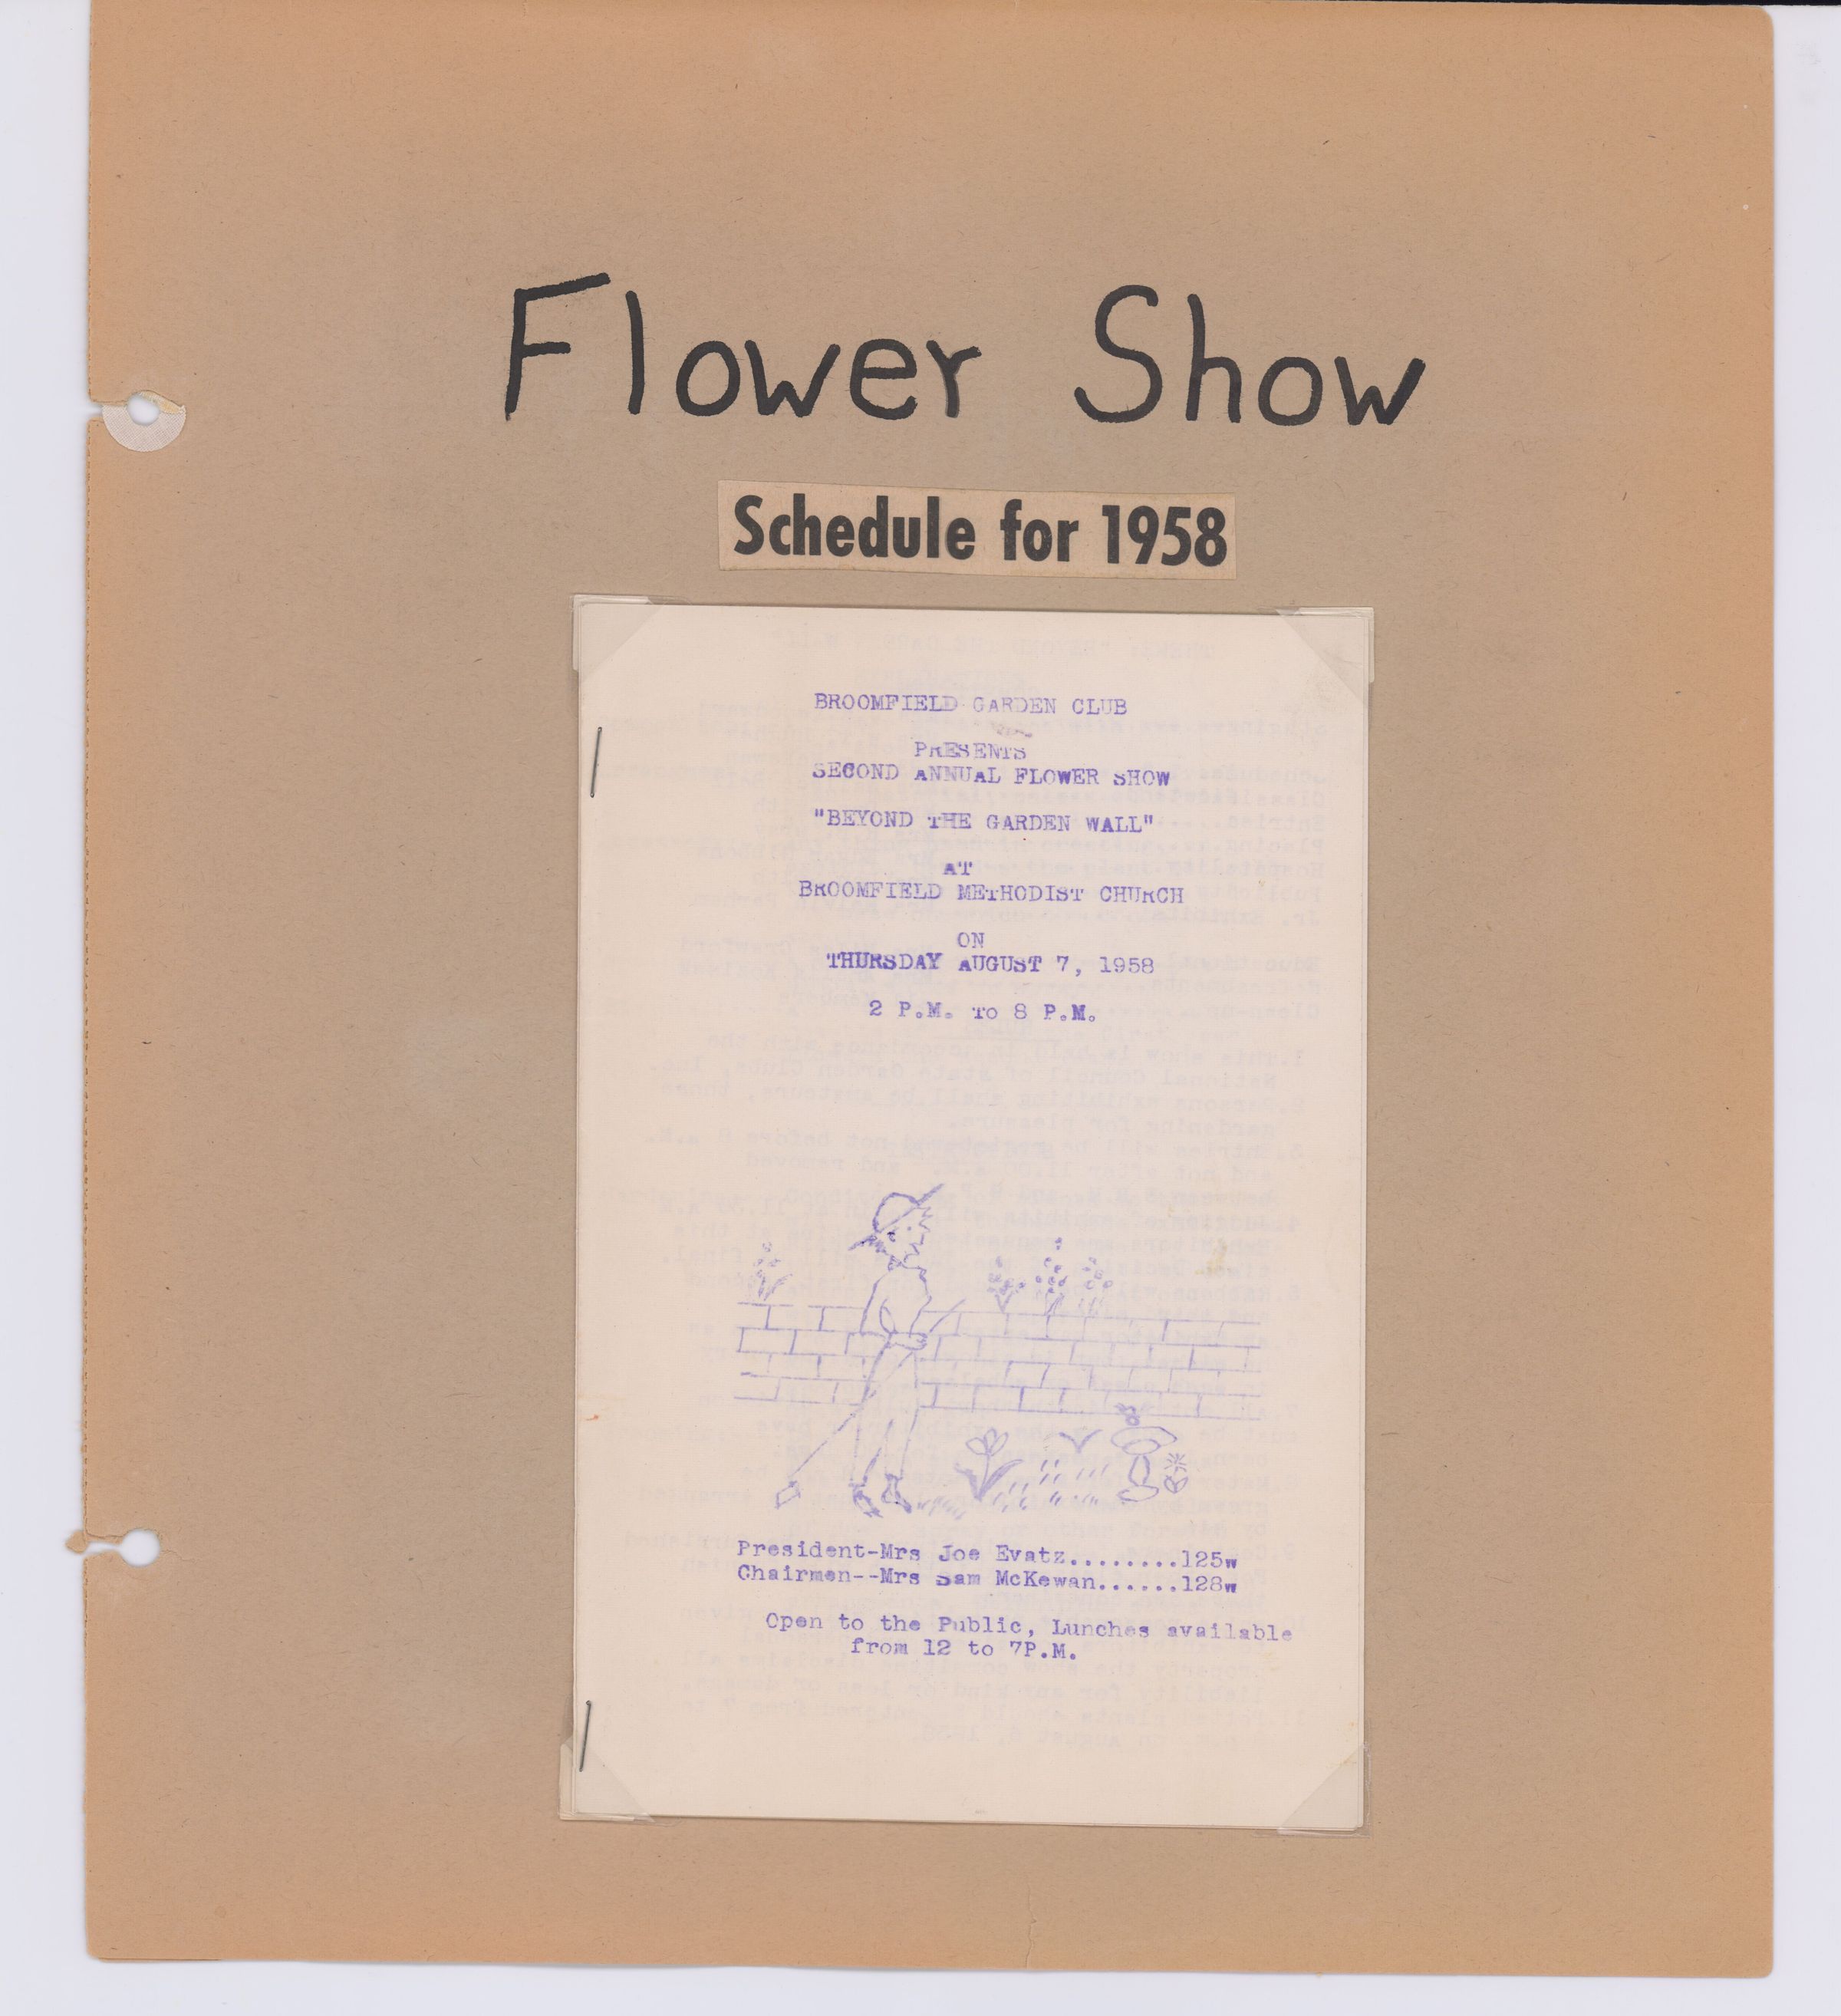 Flower Show
Schedule for 1958
BROOMFIELD GARDEN CLUB
PRESENTS
SECOND ANNUAL FLOWER SHOW
"BEYOND THE GARDEN WALL"
AT
BROOMFIELD METHODIST CHURCH
ON
THURSDAY AUGUST 7, 1958
2 P.M. TO 8 P.M.
President-Mrs Joe Evatz........125w
Chairmen--Mrs Sam McKewan......128w
Open to the Public, Lunches available
from 12 to 7P.M.